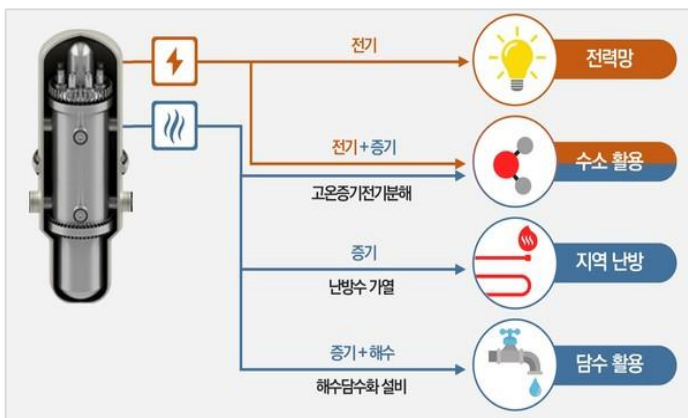 전기
전력망
전기+증기
고온증기전기분해
수소 활용
증기
난방수 가열
지역 난방
증기+해수
해수담수화 설비
담수 활용